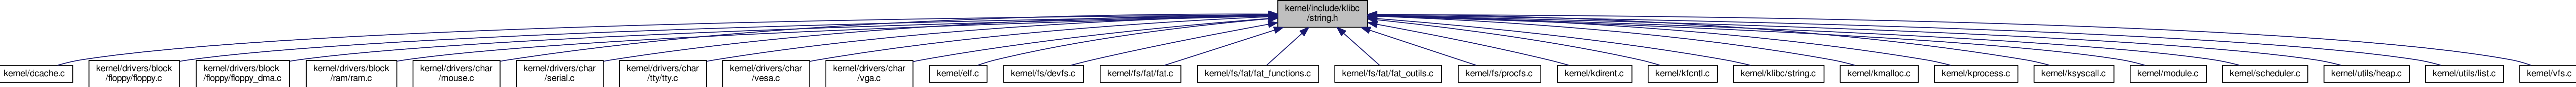 kernel/include/klibc
/string.h
kernel/dcache.c
kernel/drivers/block
/floppy/floppy.c
kernel/drivers/block
/floppy/floppy_dma.c
kernel/drivers/block
/ram/ram.c
kernel/drivers/char
/mouse.c
kernel/drivers/char
/serial.c
kernel/drivers/char
/tty/tty.c
kernel/drivers/char
/vesa.c
kernel/drivers/char
/vga.c
kernel/elf.c
kernel/fs/devfs.c
kernel/fs/fat/fat.c
kernel/fs/fat/fat_functions.c
kernel/fs/fat/fat_outils.c
kernel/fs/procfs.c
kernel/kdirent.c
kernel/kfcntl.c
kernel/klibc/string.c
kernel/kmalloc.c
kernel/kprocess.c
kernel/ksyscall.c
kernel/module.c
kernel/scheduler.c
kernel/utils/heap.c
kernel/utils/list.c
kernel/vfs.c